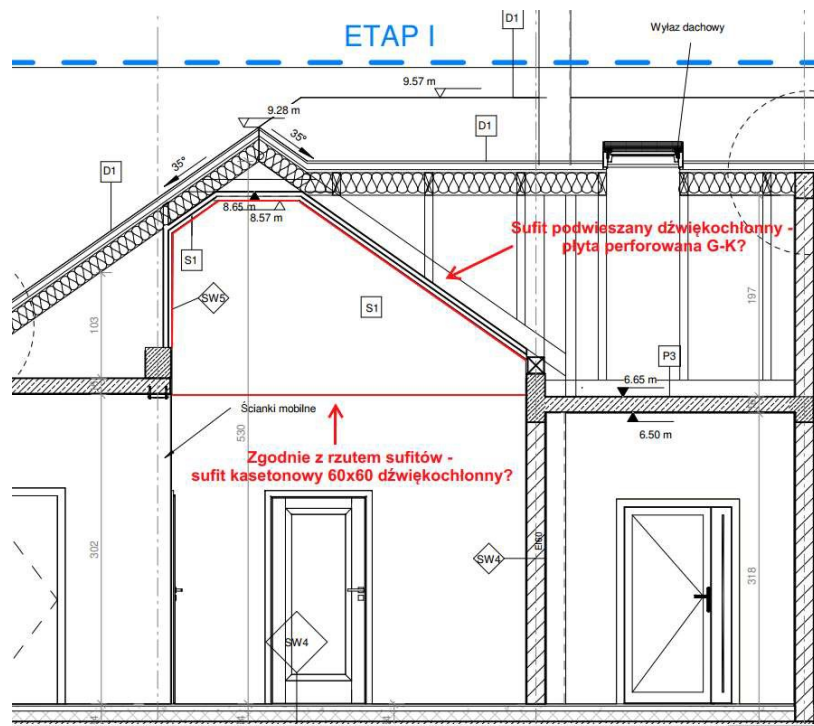 ETAP I
D1
Wyłaz dachowy
9.57 m
9.28 m
35°
35°
D1
D1
8.65 m
8.57 m
Sufit podwieszany dźwiękochłonny -
płyta perforowana G-K?
S1
SW5
S1
103
197
P3
6.65 m
6.50 m
Ścianki mobilne
530
Zgodnie z rzutem sufitów -
sufit kasetonowy 60x60 dźwiękochłonny?
302
EI60
SW4
318
SW4